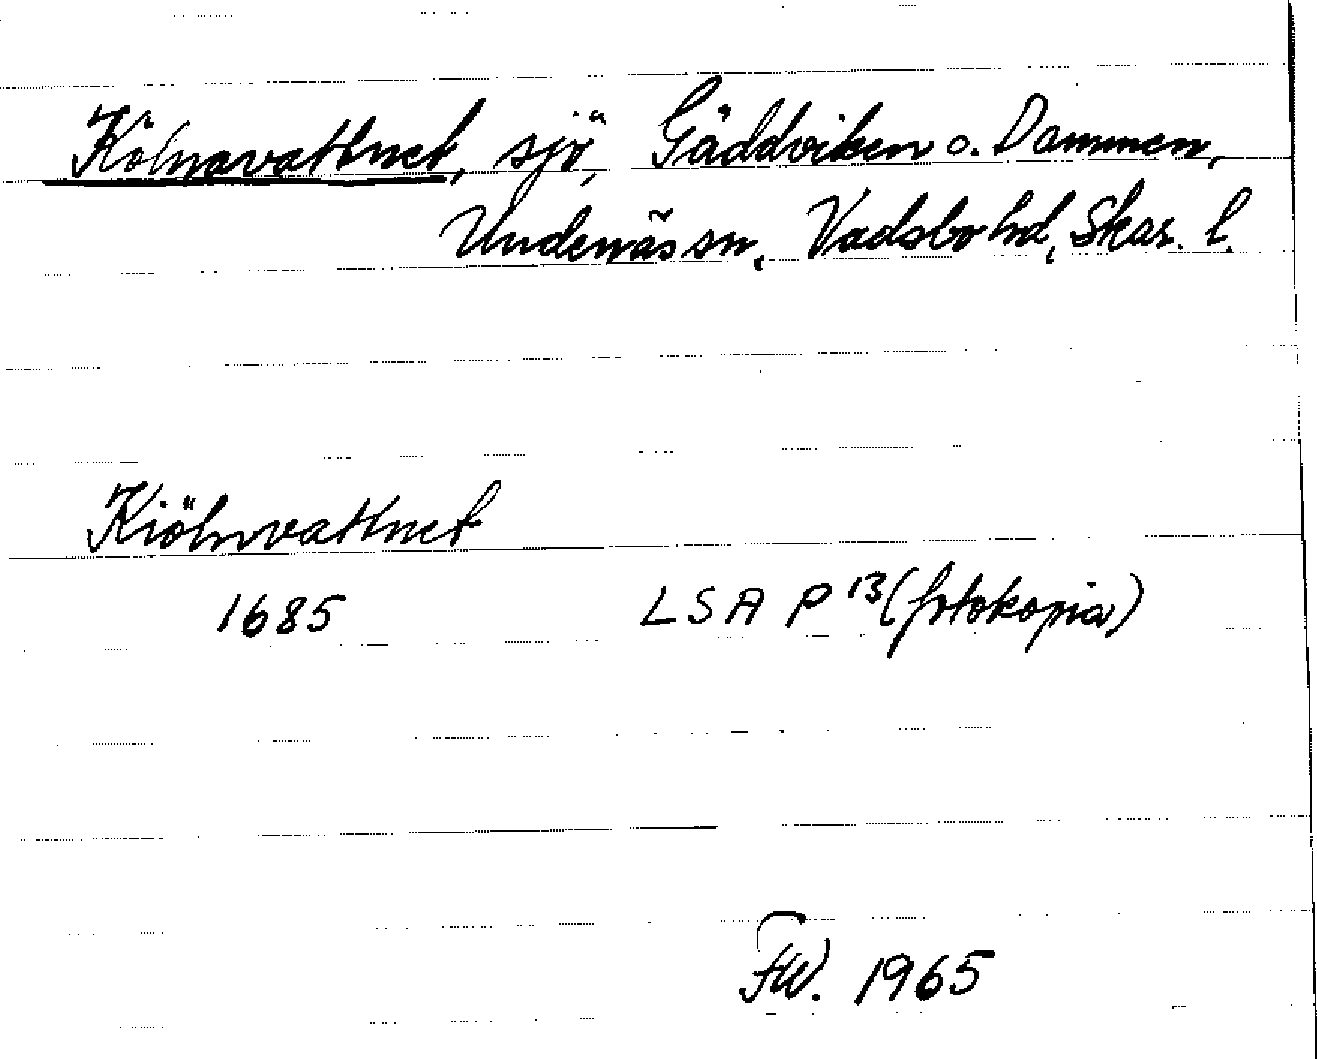 Kölnavattnet, sjö, Gäddviken o. Dammen,
Undenäs sn, Vadsbo hd, Skar. l.
Kiölnvattnet
1685 LSA P 13 (fotokopia)
FW. 1965